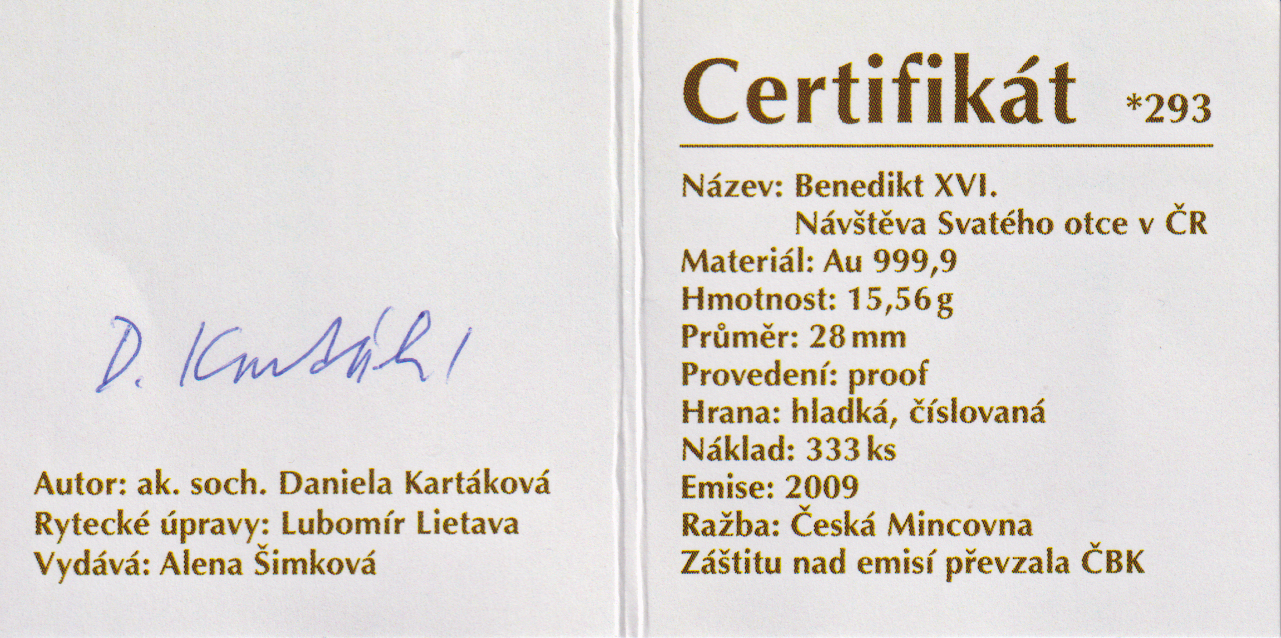 D. Kartáková
Autor: ak. soch. Daniela Kartáková
Rytecké úpravy: Lubomír Lietava
Vydává: Alena Šimková
Certifikát *293
Název: Benedikt XVI.
Návštěva Svatého otce v ČR
Materiál: Au 999,9
Hmotnost: 15,56 g
Průměr: 28 mm
Provedení: proof
Hrana: hladká, číslovaná
Náklad: 333 ks
Emise: 2009
Ražba: Česká Mincovna
Záštitu nad emisí převzala ČBK